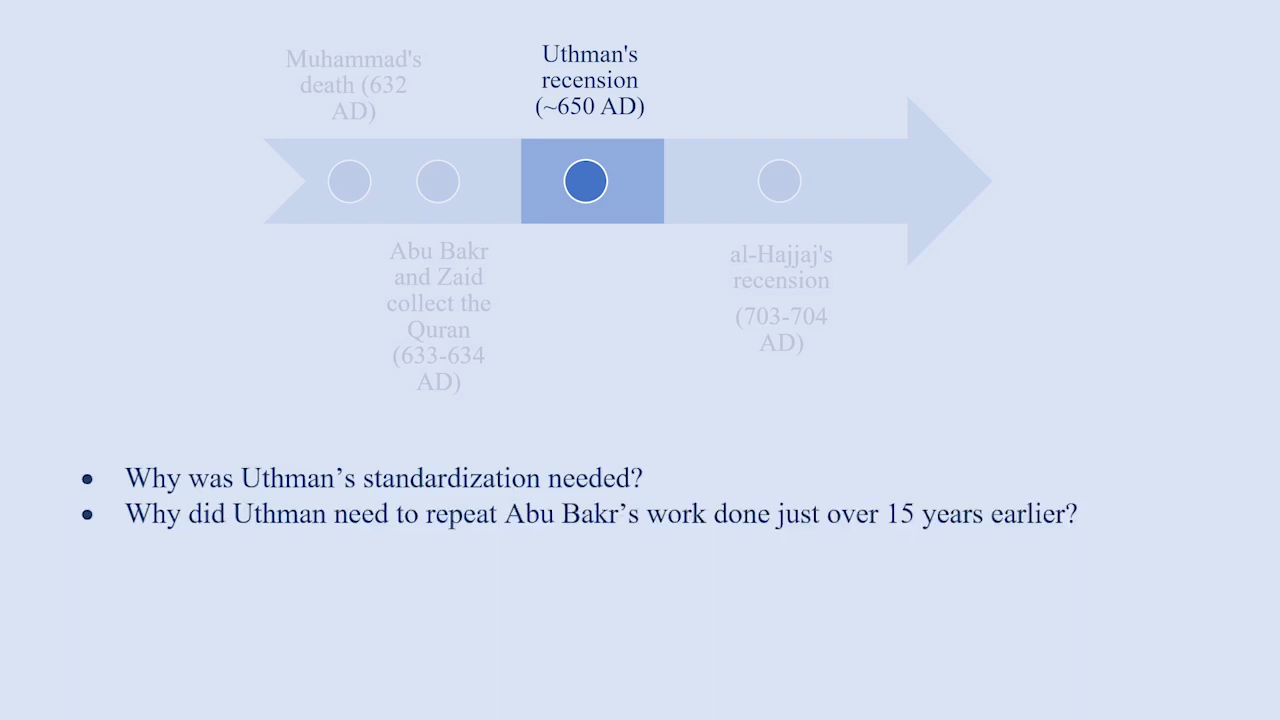 Muhammad's
death (632
AD)
Uthman's
recension
(~650 AD)
Abu Bakr
and Zaid
collect the
Quran
(633-634
AD)
al-Hajjaj's
recension
(703-704
AD)
• Why was Uthman’s standardization needed?
• Why did Uthman need to repeat Abu Bakr’s work done just over 15 years earlier?